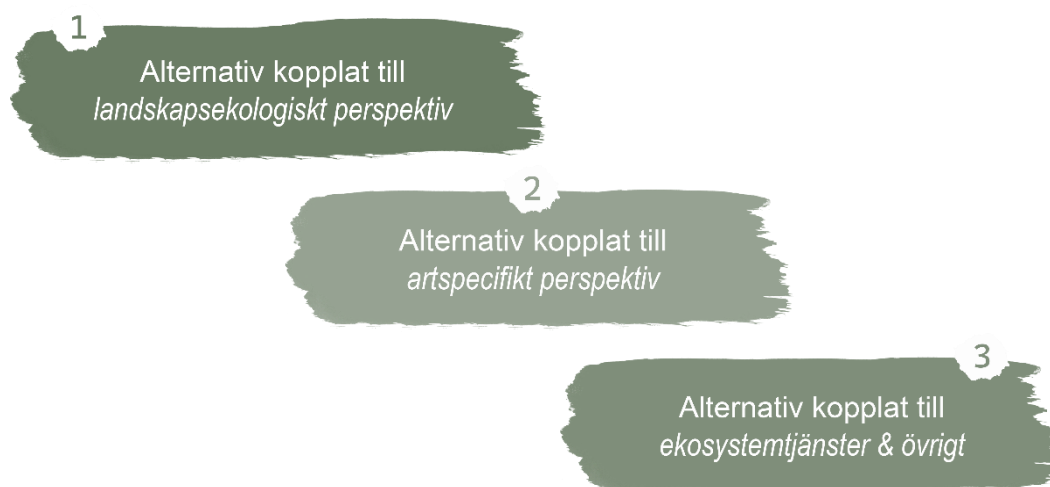 1
Alternativ kopplat till
landskapsekologiskt perspektiv
2
Alternativ kopplat till
artspecifikt perspektiv
3
Alternativ kopplat till
ekosystemtjänster & övrigt